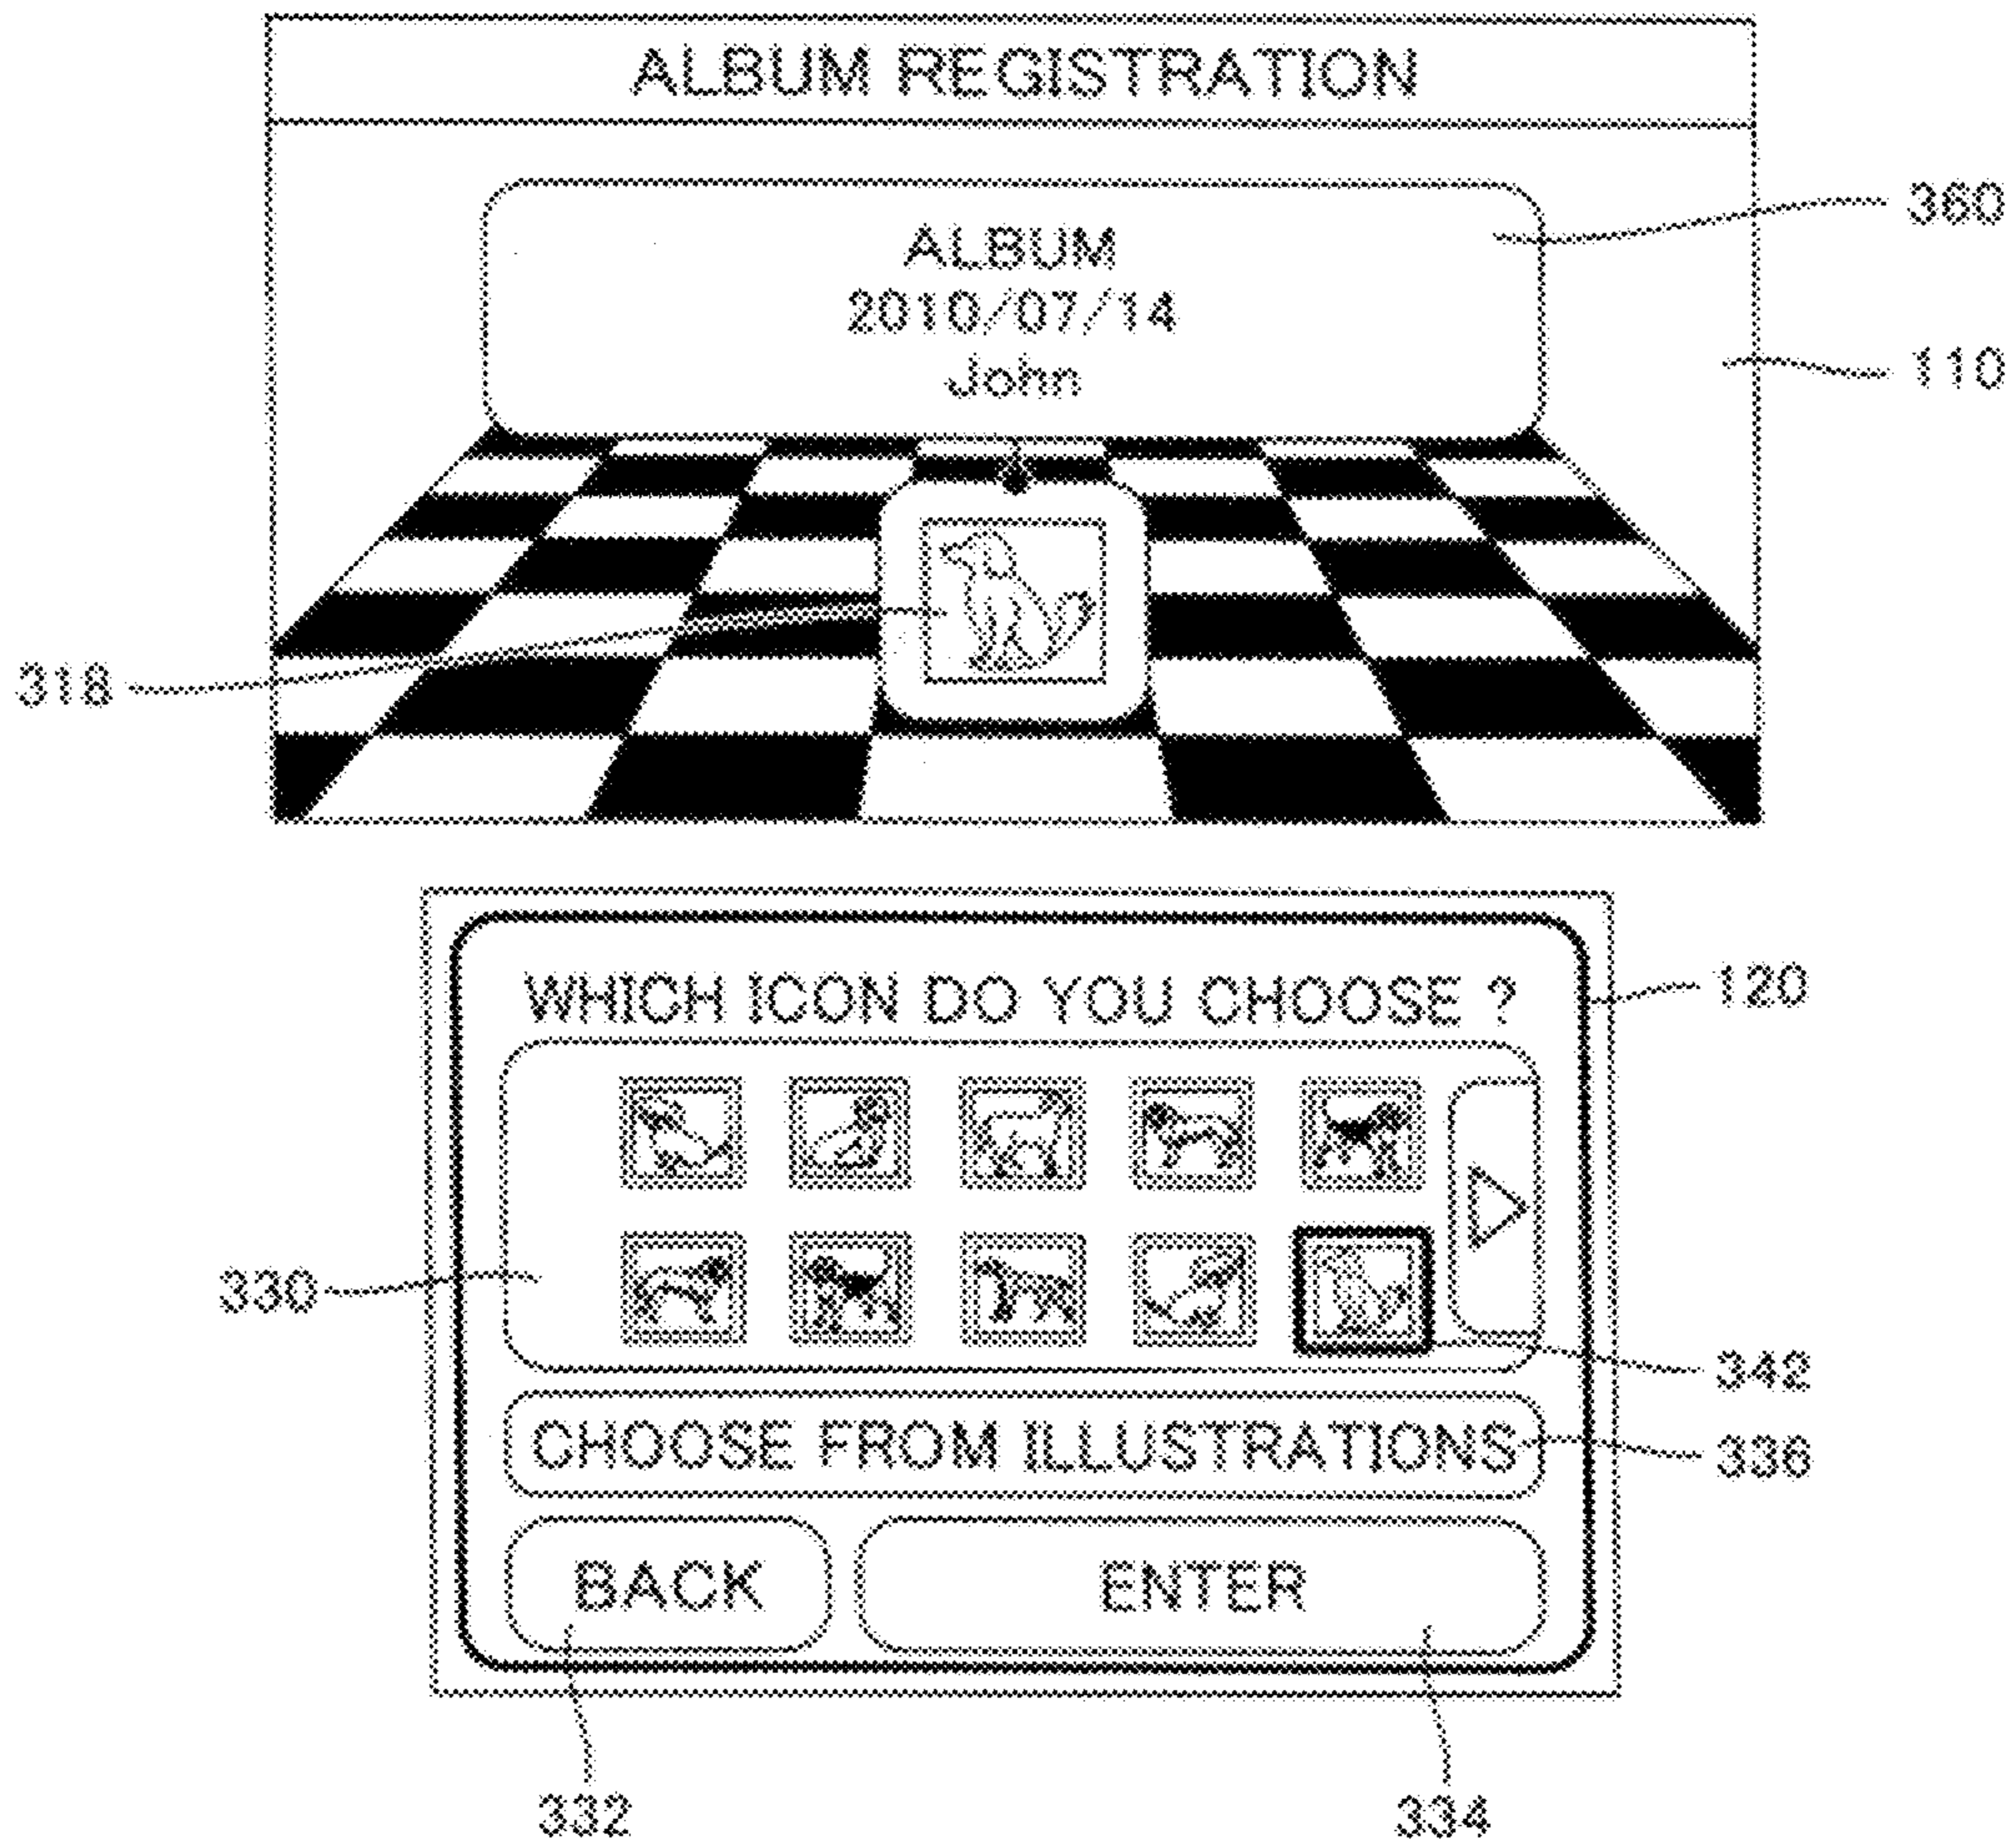 ALBUM REGISTRATION
360
ALBUM
2010/07/14
John
110
318
WHICH ICON DO YOU CHOOSE ?
120
330
342
CHOOSE FROM ILLUSTRATIONS
336
BACK
ENTER
332
334